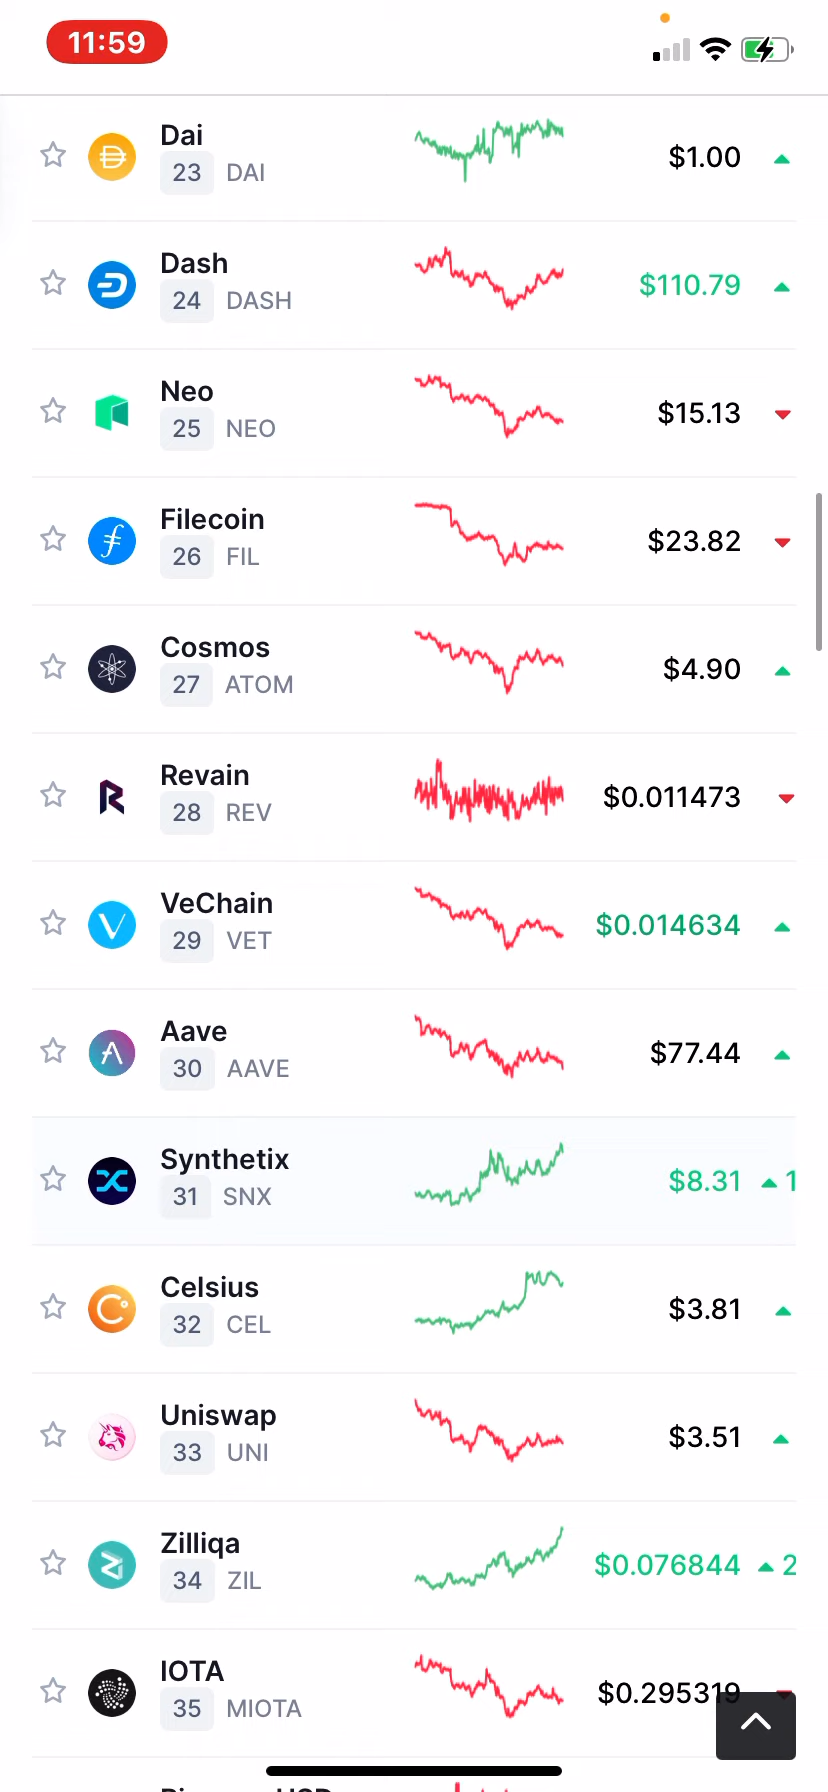 11:59
Dai
23 DAI
$1.00
Dash
24 DASH
$110.79
Neo
25 NEO
$15.13
Filecoin
26 FIL
$23.82
Cosmos
27 ATOM
$4.90
Revain
28 REV
$0.011473
VeChain
29 VET
$0.014634
Aave
30 AAVE
$77.44
Synthetix
31 SNX
$8.31 1
Celsius
32 CEL
$3.81
Uniswap
33 UNI
$3.51
Zilliqa
34 ZIL
$0.076844 2
IOTA
35 MIOTA
$0.295319